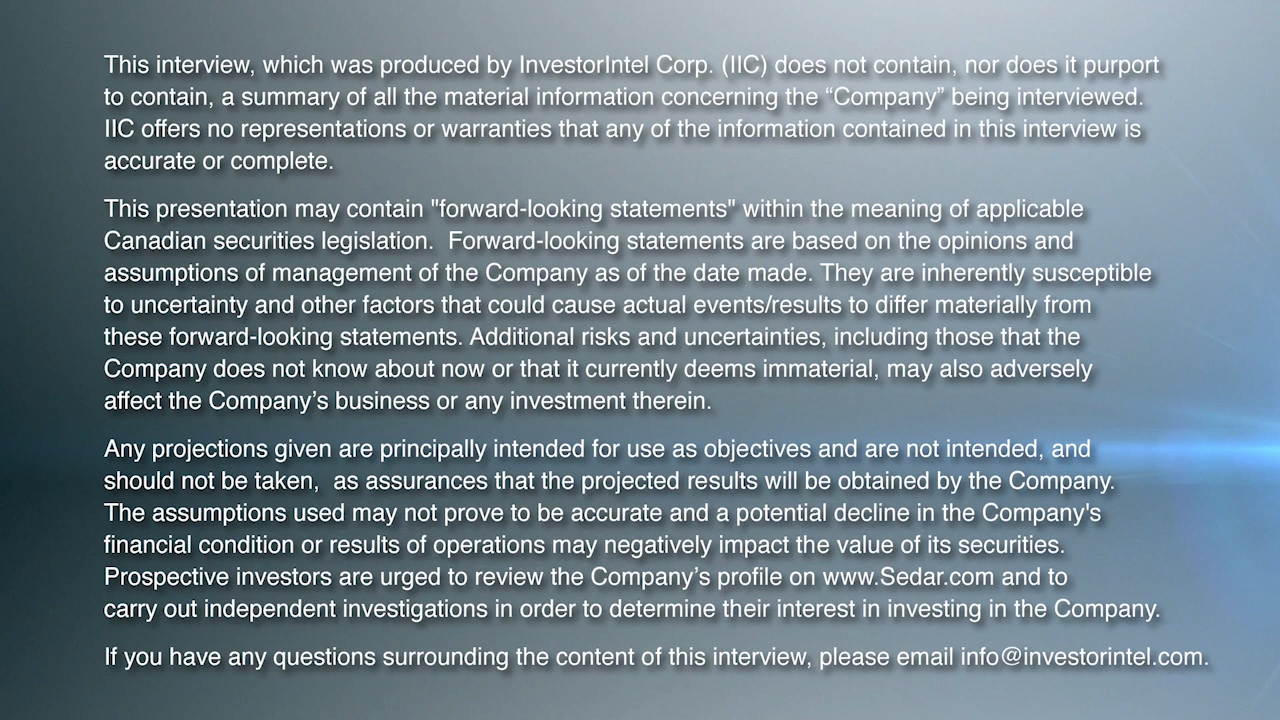 This interview, which was produced by InvestorIntel Corp. (IIC) does not contain, nor does it purport
to contain, a summary of all the material information concerning the “Company” being interviewed.
IIC offers no representations or warranties that any of the information contained in this interview is
accurate or complete.
This presentation may contain "forward-looking statements" within the meaning of applicable
Canadian securities legislation.  Forward-looking statements are based on the opinions and
assumptions of management of the Company as of the date made. They are inherently susceptible
to uncertainty and other factors that could cause actual events/results to differ materially from
these forward-looking statements. Additional risks and uncertainties, including those that the
Company does not know about now or that it currently deems immaterial, may also adversely
affect the Company’s business or any investment therein.
Any projections given are principally intended for use as objectives and are not intended, and
should not be taken,  as assurances that the projected results will be obtained by the Company.
The assumptions used may not prove to be accurate and a potential decline in the Company's
financial condition or results of operations may negatively impact the value of its securities.
Prospective investors are urged to review the Company’s profile on www.Sedar.com and to
carry out independent investigations in order to determine their interest in investing in the Company.
If you have any questions surrounding the content of this interview, please email info@investorintel.com.